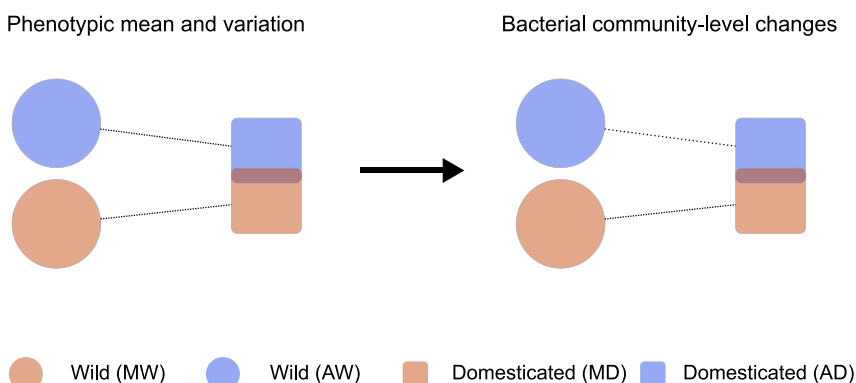 Phenotypic mean and variation
Bacterial community-level changes
Wild (MW)
Wild (AW)
Domesticated (MD)
Domesticated (AD)